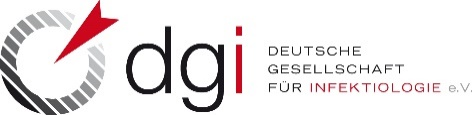 dgi
DEUTSCHE
GESELLSCHAFT
FÜR INFEKTIOLOGIE e.V.